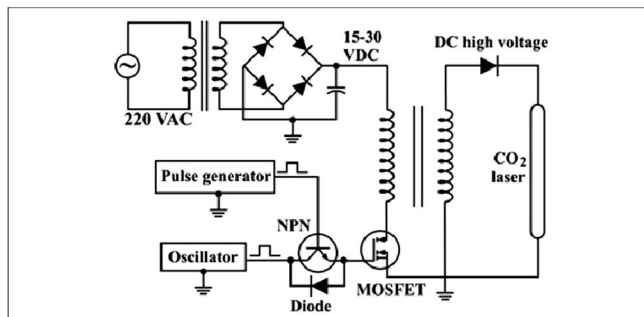 15-30
VDC
DC high voltage
220 VAC
CO2
laser
Pulse generator
NPN
Oscillator
MOSFET
Diode